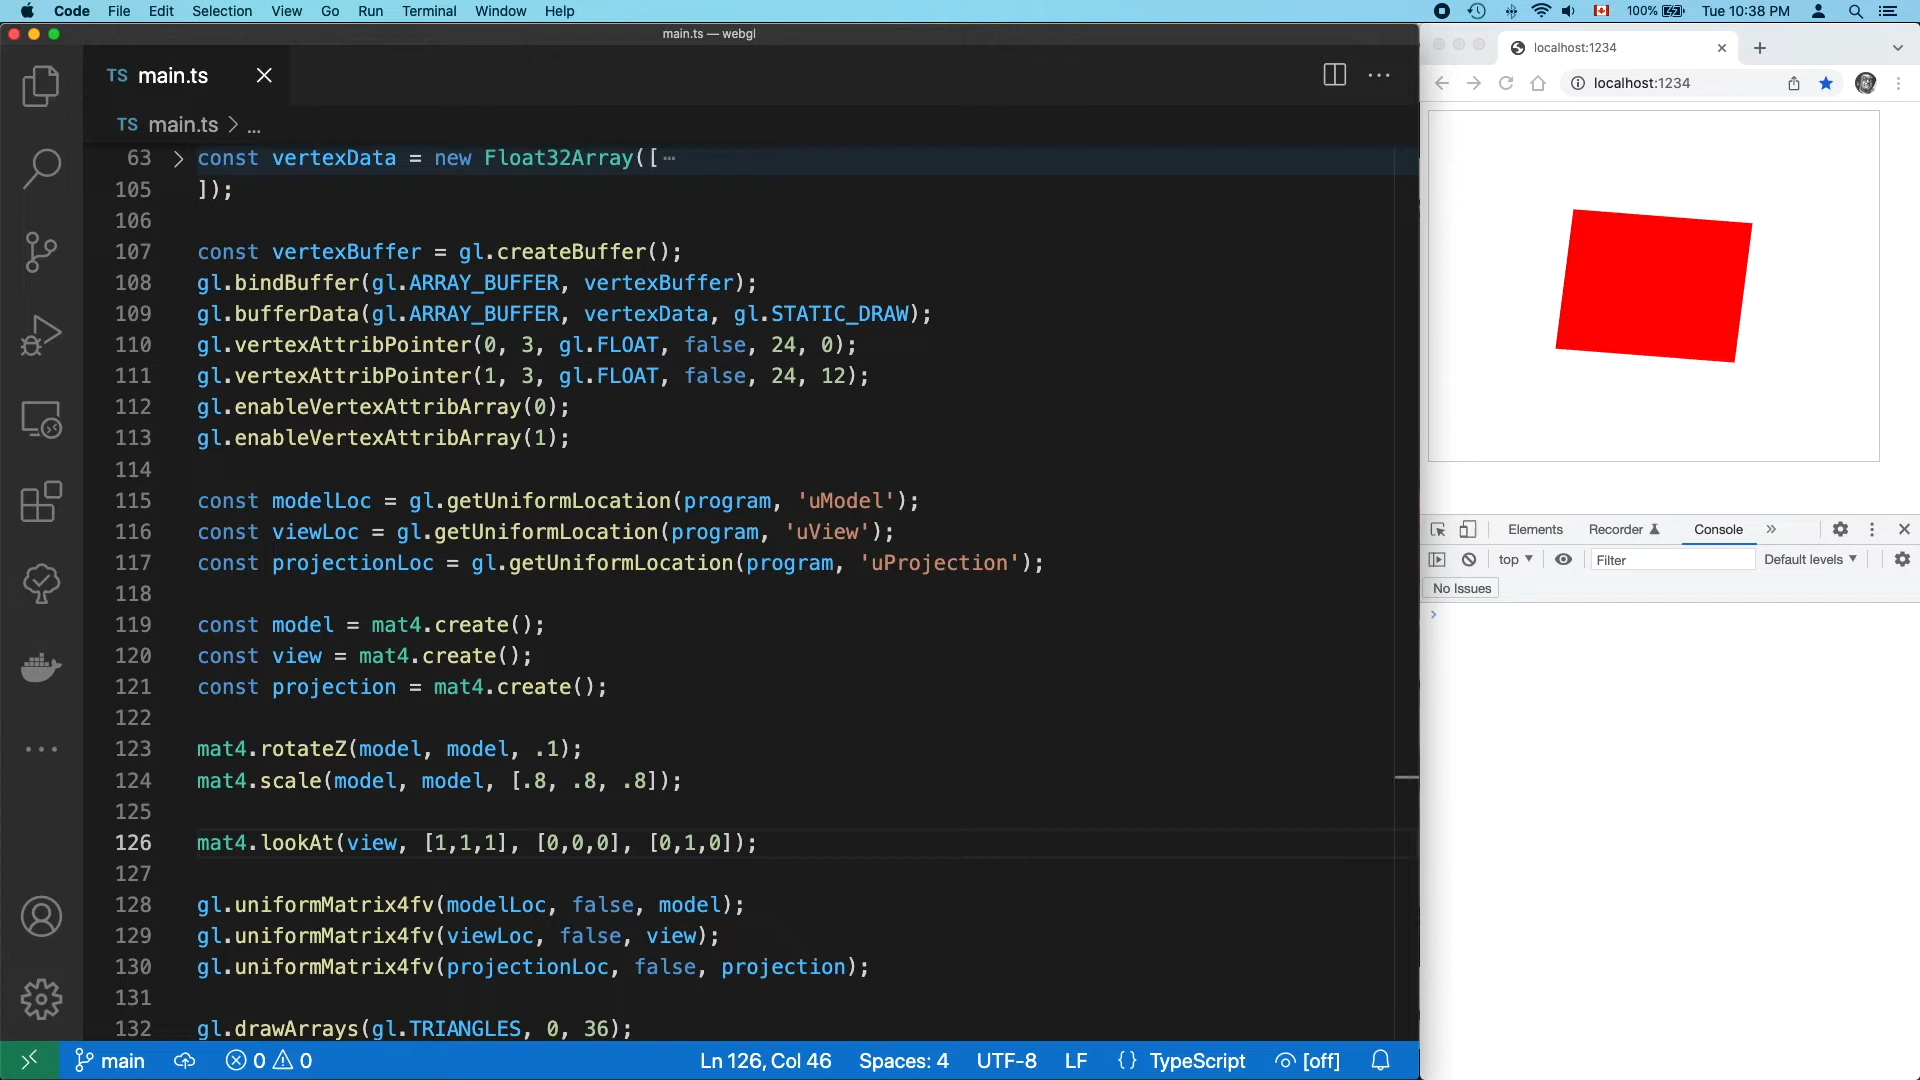 Code File Edit Selection View Go Run Terminal Window Help 100% Tue 10:38 PM
main.ts — webgl
TS main.ts
TS main.ts > ...
63 const vertexData = new Float32Array([ ⋯
105 ]);
106
107 const vertexBuffer = gl.createBuffer();
108 gl.bindBuffer(gl.ARRAY_BUFFER, vertexBuffer);
109 gl.bufferData(gl.ARRAY_BUFFER, vertexData, gl.STATIC_DRAW);
110 gl.vertexAttribPointer(0, 3, gl.FLOAT, false, 24, 0);
111 gl.vertexAttribPointer(1, 3, gl.FLOAT, false, 24, 12);
112 gl.enableVertexAttribArray(0);
113 gl.enableVertexAttribArray(1);
114
115 const modelLoc = gl.getUniformLocation(program, 'uModel');
116 const viewLoc = gl.getUniformLocation(program, 'uView');
117 const projectionLoc = gl.getUniformLocation(program, 'uProjection');
118
119 const model = mat4.create();
120 const view = mat4.create();
121 const projection = mat4.create();
122
123 mat4.rotateZ(model, model, .1);
124 mat4.scale(model, model, [.8, .8, .8]);
125
126 mat4.lookAt(view, [1,1,1], [0,0,0], [0,1,0]);
127
128 gl.uniformMatrix4fv(modelLoc, false, model);
129 gl.uniformMatrix4fv(viewLoc, false, view);
130 gl.uniformMatrix4fv(projectionLoc, false, projection);
131
132 gl.drawArrays(gl.TRIANGLES, 0, 36);
main 0 0 Ln 126, Col 46 Spaces: 4 UTF-8 LF {} TypeScript [off]
localhost:1234
localhost:1234
Elements Recorder Console »
top Filter Default levels
No Issues